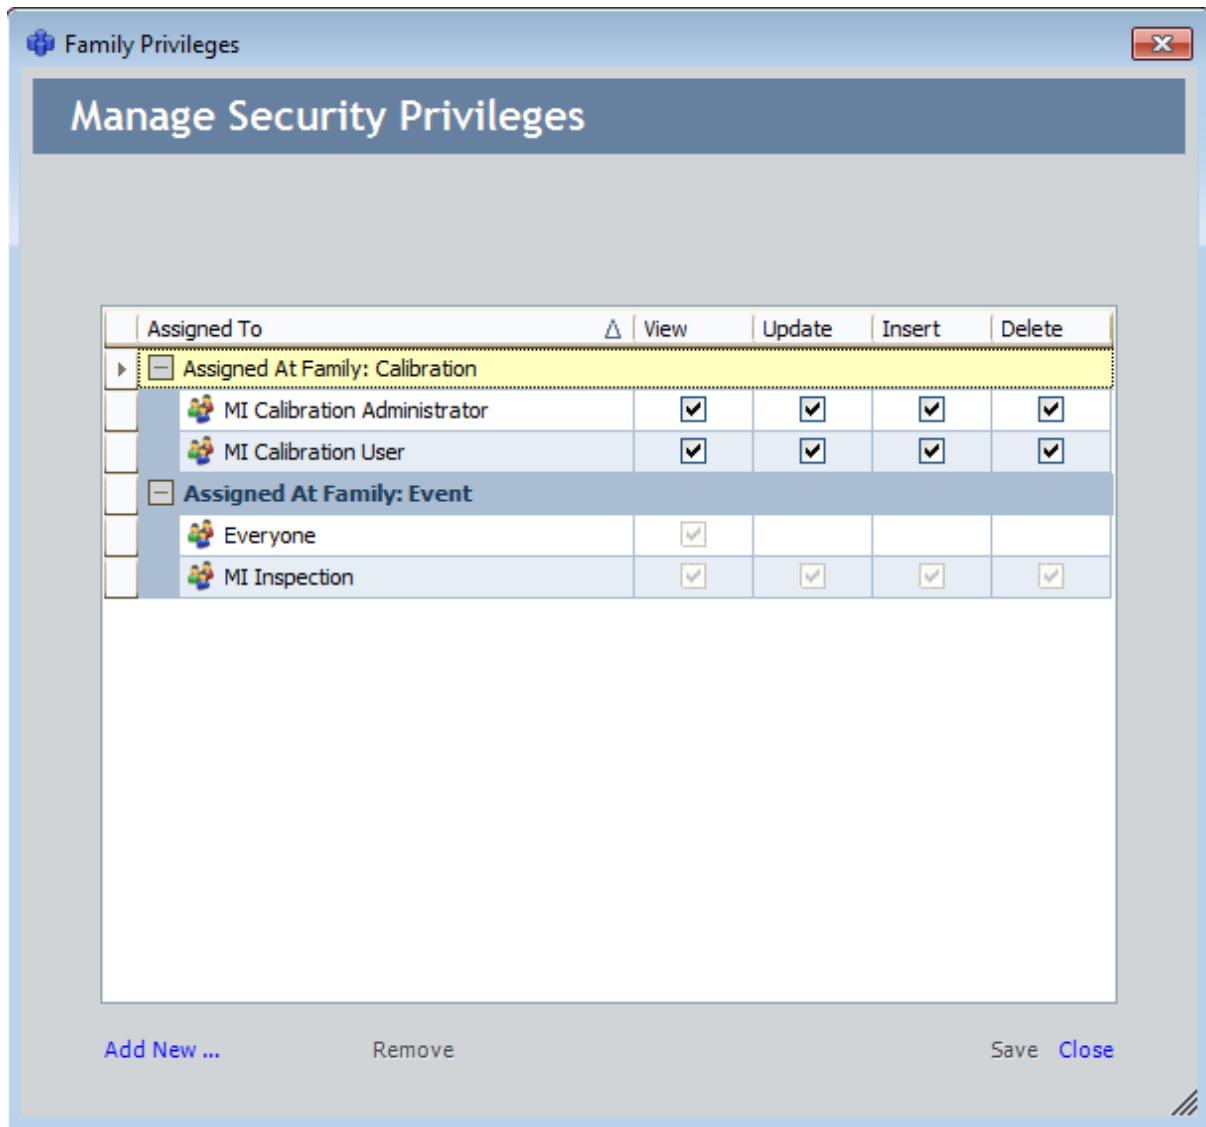 Family Privileges
Manage Security Privileges
Assigned To View Update Insert Delete
Assigned At Family: Calibration
MI Calibration Administrator
MI Calibration User
Assigned At Family: Event
Everyone
MI Inspection
Add New ... Remove Save Close